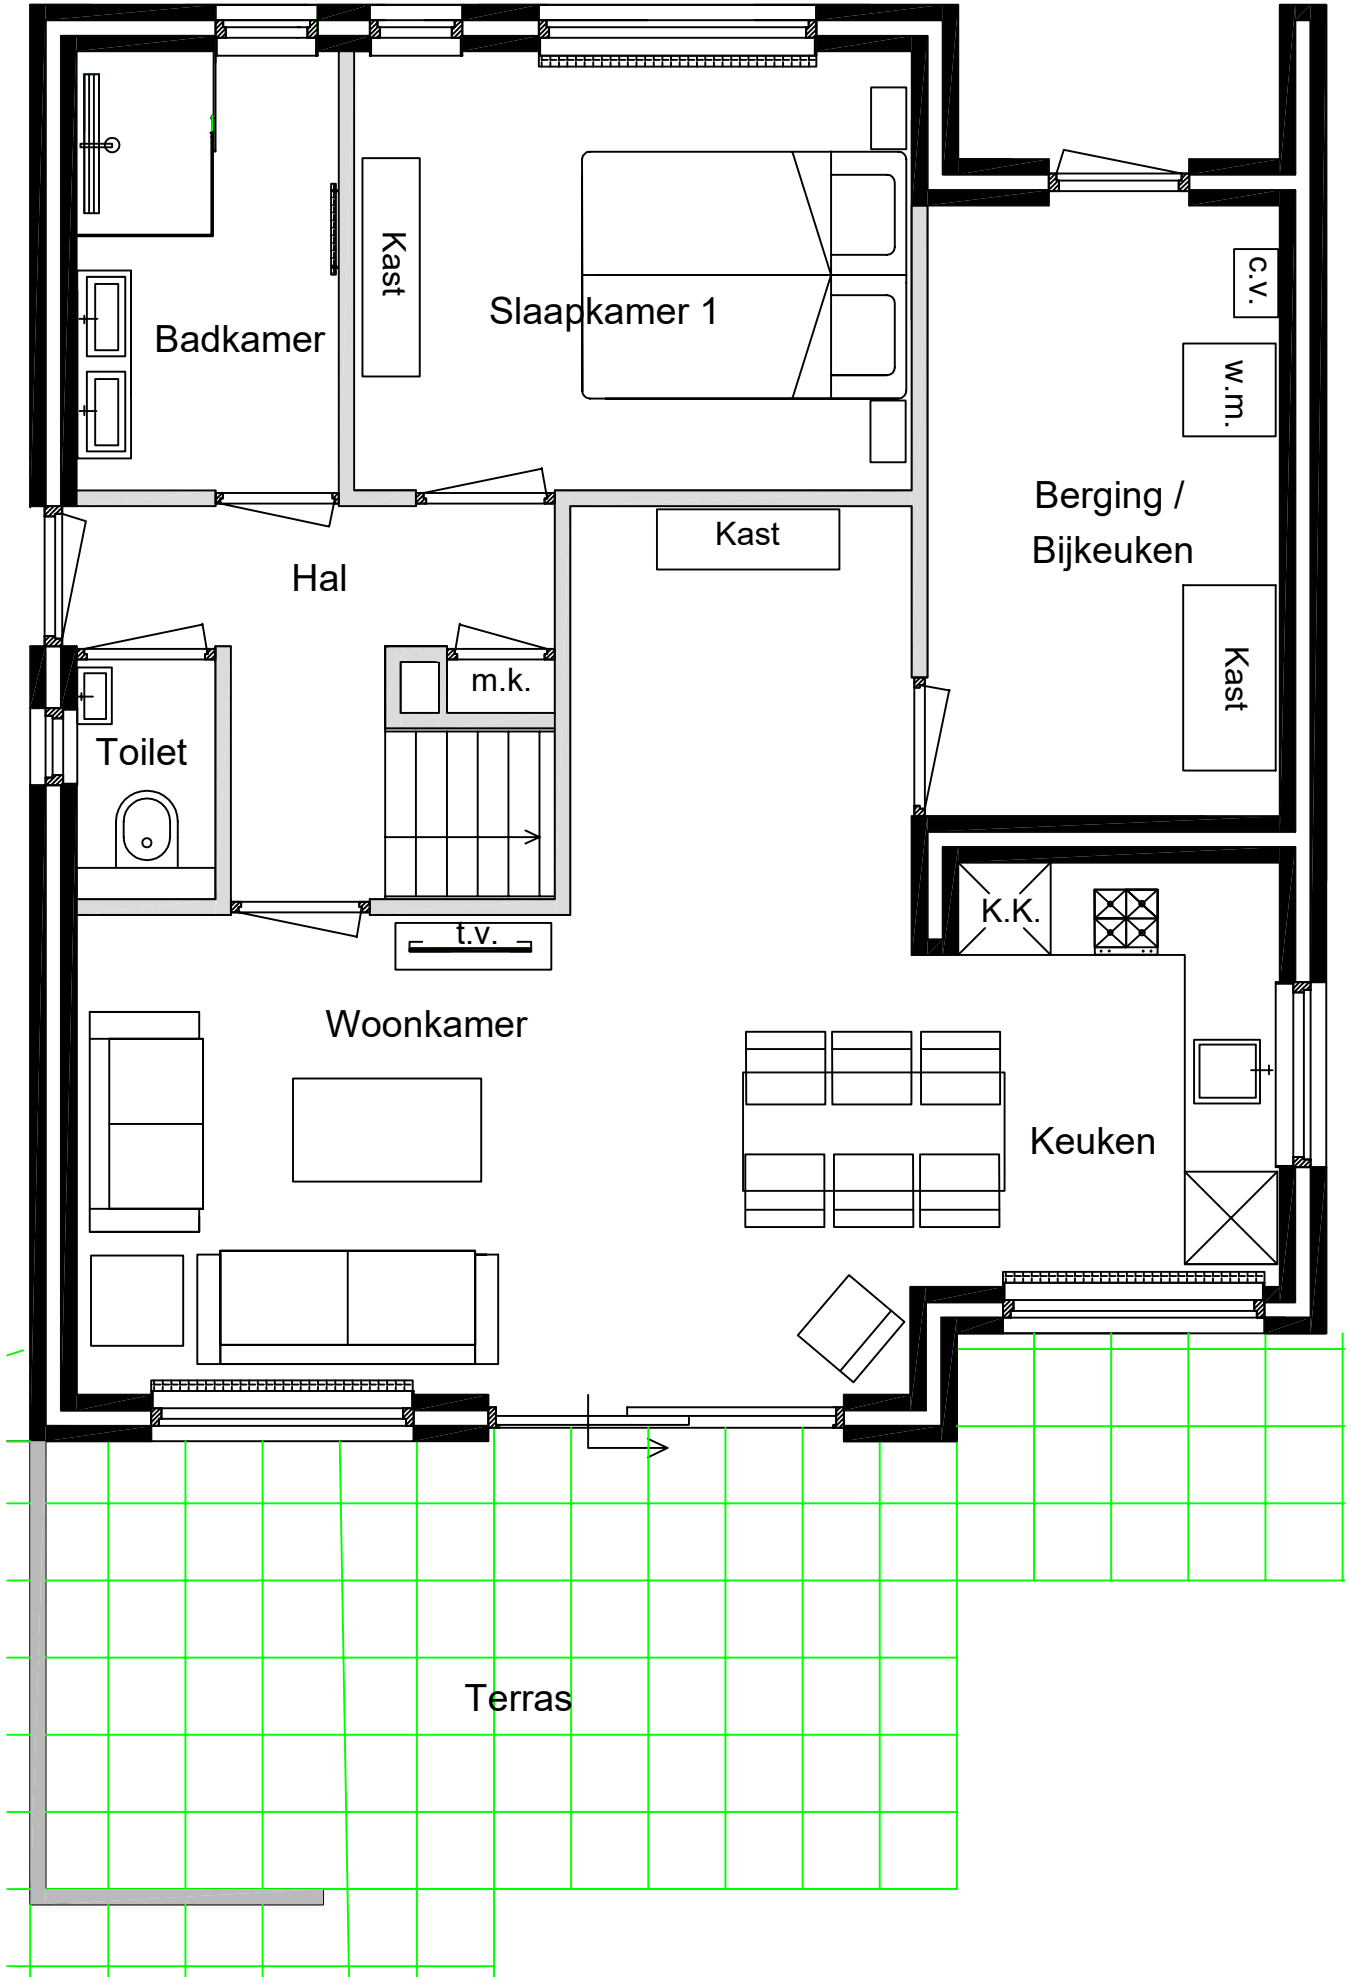 Kast
Slaapkamer 1
Badkamer
c.v.
w.m.
Berging /
Bijkeuken
Kast
Hal
m.k.
Kast
Toilet
K.K.
t.v.
Woonkamer
Keuken
Terras